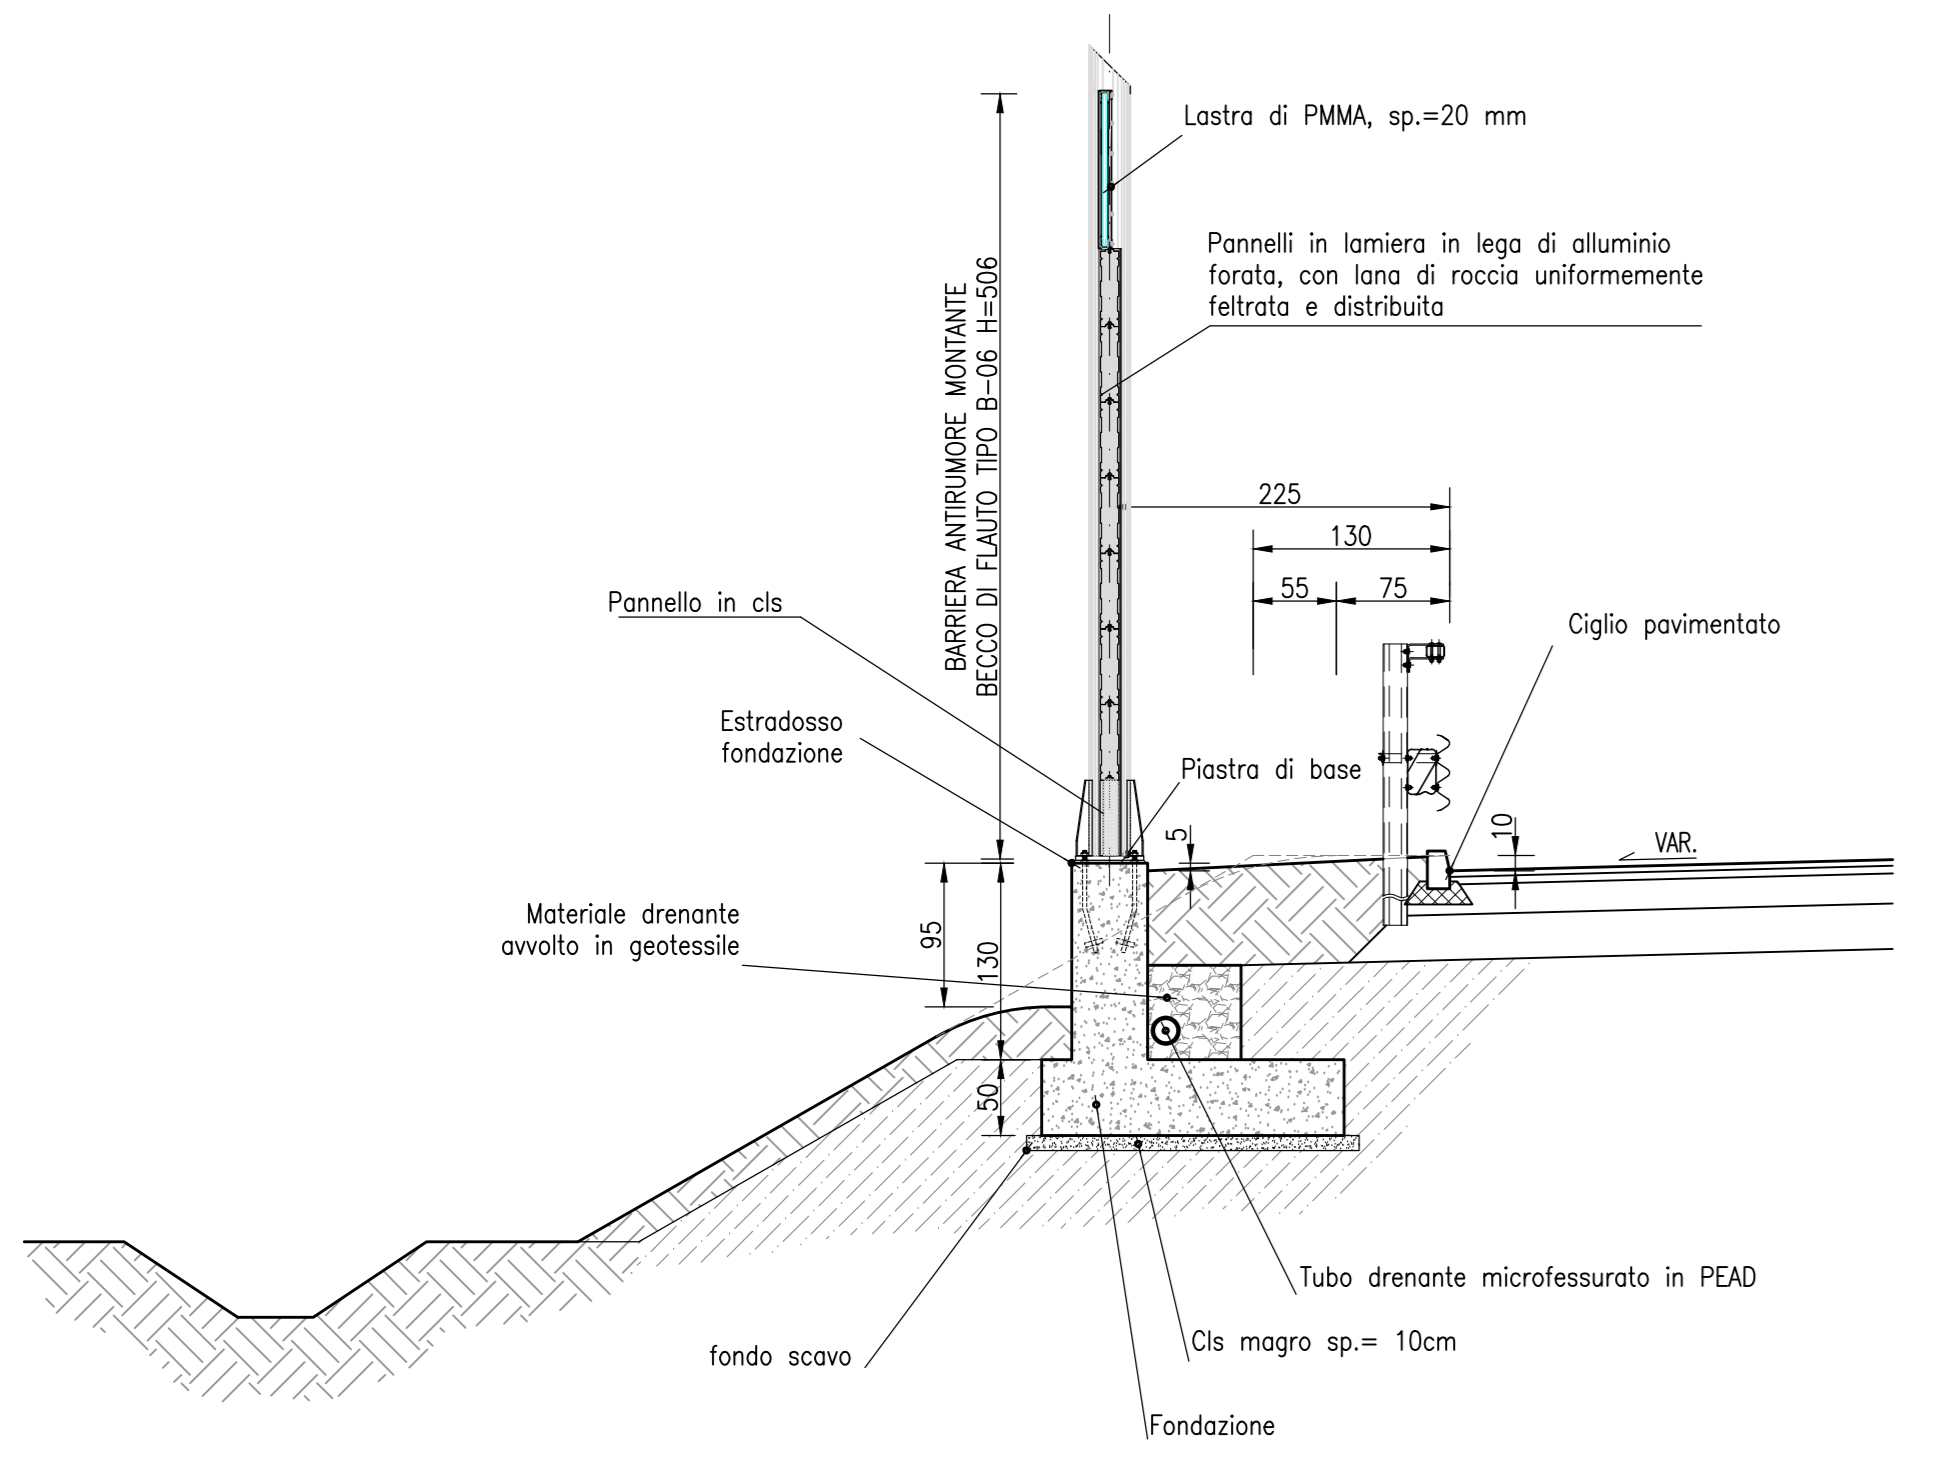 Lastra di PMMA, sp.=20 mm
Pannelli in lamiera in lega di alluminio
forata, con lana di roccia uniformemente
feltrata e distribuita
BARRIERA ANTIRUMORE MONTANTE
BECCO DI FLAUTO TIPO B-06 H=506
225
130
55
75
Pannello in cls
Ciglio pavimentato
Estradosso
fondazione
Piastra di base
5
10
VAR.
Materiale drenante
avvolto in geotessile
95
130
50
Tubo drenante microfessurato in PEAD
Cls magro sp.= 10cm
fondo scavo
Fondazione